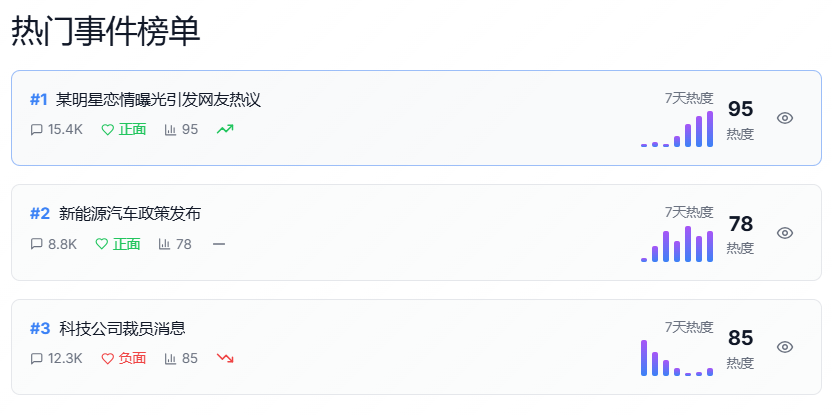 热门事件榜单
#1 某明星恋情曝光引发网友热议
15.4K 正面 95
7天热度
95
热度
#2 新能源汽车政策发布
8.8K 正面 78
7天热度
78
热度
#3 科技公司裁员消息
12.3K 负面 85
7天热度
85
热度